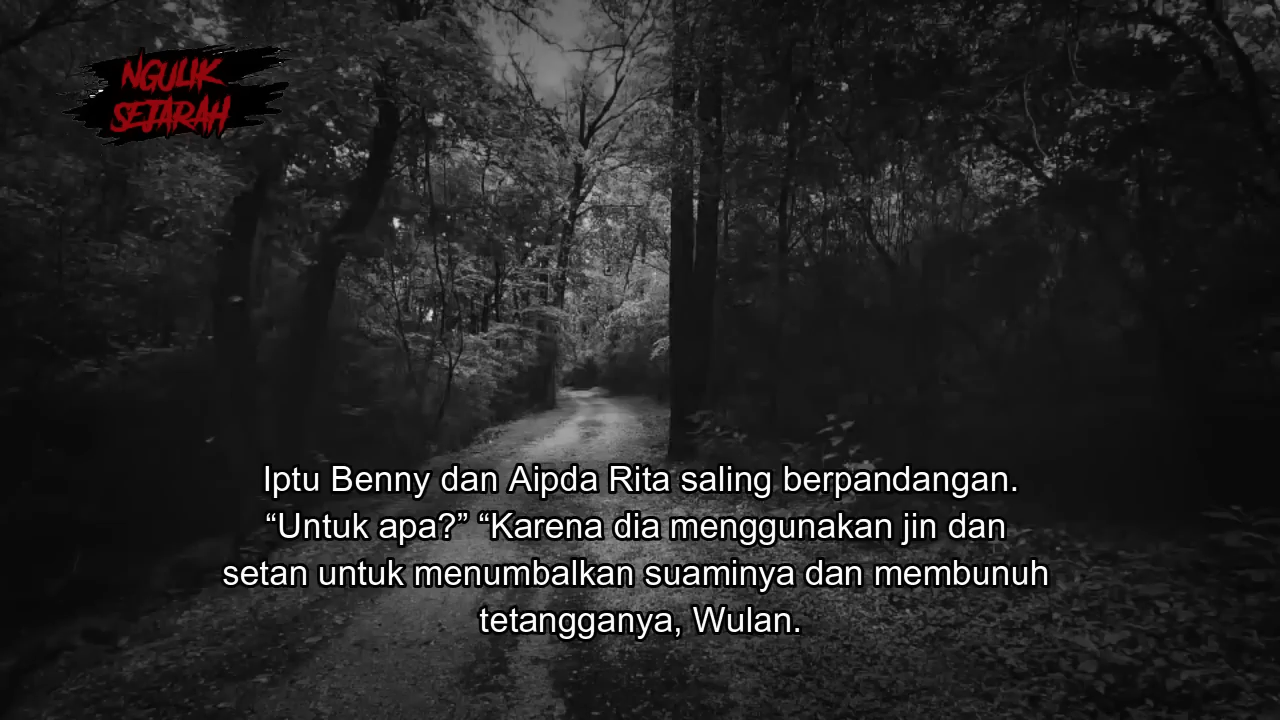 NGULIK
SEJARAH
Iptu Benny dan Aipda Rita saling berpandangan.
“Untuk apa?” “Karena dia menggunakan jin dan
setan untuk menumbalkan suaminya dan membunuh
tetangganya, Wulan.